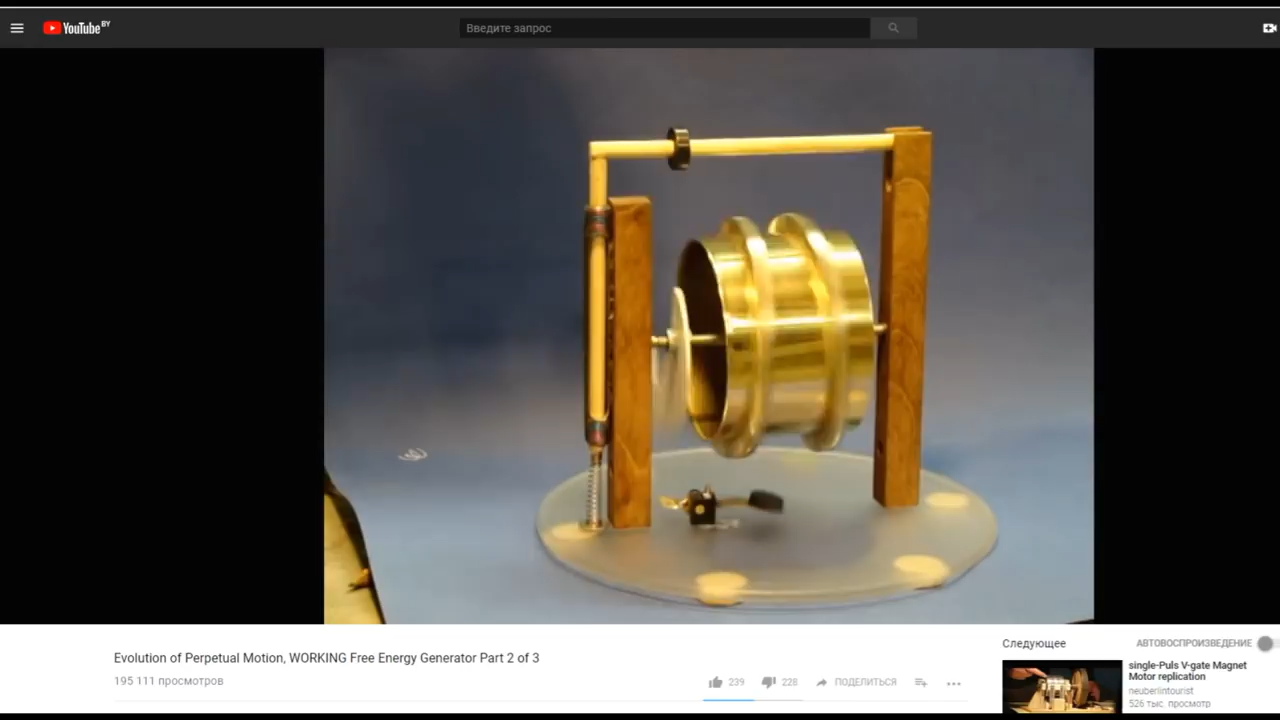 YouTube BY
Введите запрос
Evolution of Perpetual Motion, WORKING Free Energy Generator Part 2 of 3
195 111 просмотров
239
228
ПОДЕЛИТЬСЯ
Следующее
АВТОВОСПРОИЗВЕДЕНИЕ
single-Puls V-gate Magnet
Motor replication
neuberlintourist
526 тыс. просмотр